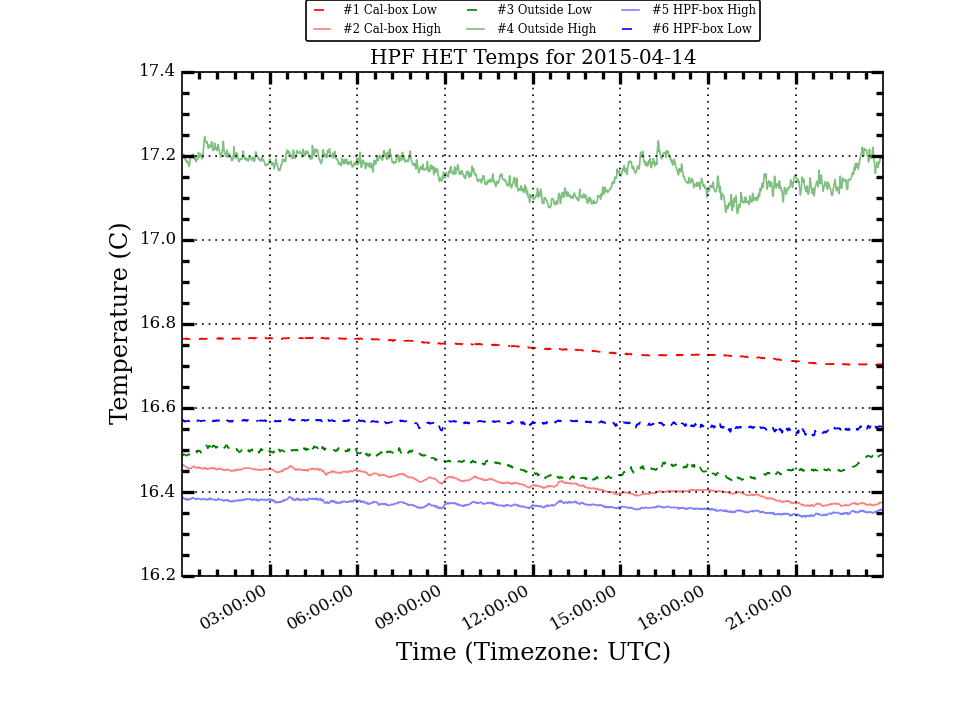 #1 Cal-box Low #3 Outside Low #5 HPF-box High
#2 Cal-box High #4 Outside High #6 HPF-box Low
HPF HET Temps for 2015-04-14
17.4
17.2
17.0
16.8
16.6
16.4
16.2
Temperature (C)
03:00:00 06:00:00 09:00:00 12:00:00 15:00:00 18:00:00 21:00:00
Time (Timezone: UTC)